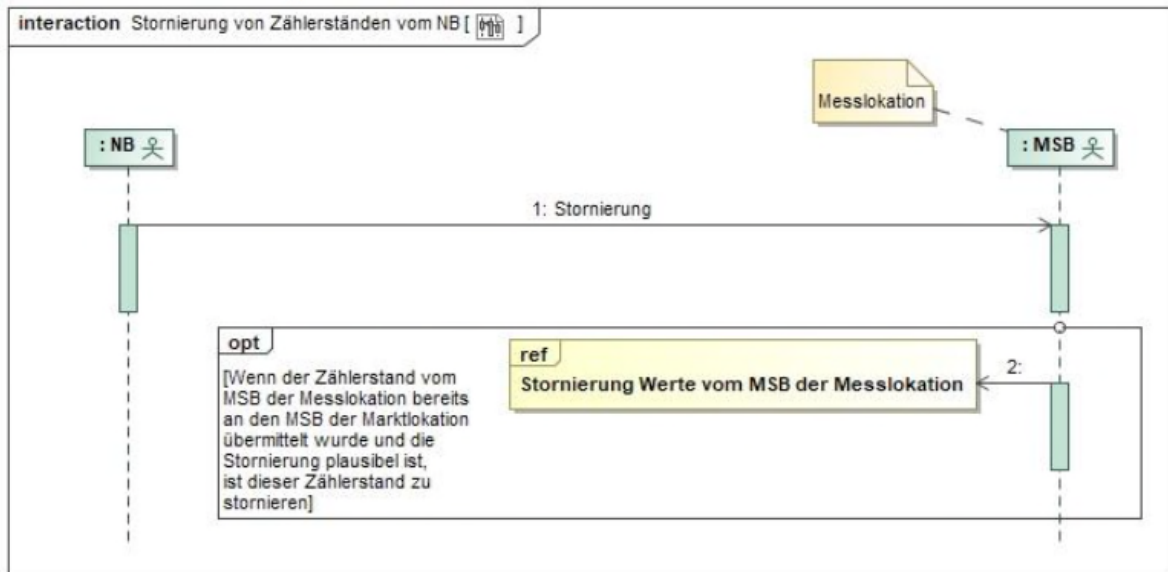 interaction Stornierung von Zählerständen vom NB [ ]
Messlokation
: NB
: MSB
1: Stornierung
opt
[Wenn der Zählerstand vom
MSB der Messlokation bereits
an den MSB der Marktlokation
übermittelt wurde und die
Stornierung plausibel ist,
ist dieser Zählerstand zu
stornieren]
ref
Stornierung Werte vom MSB der Messlokation
2: